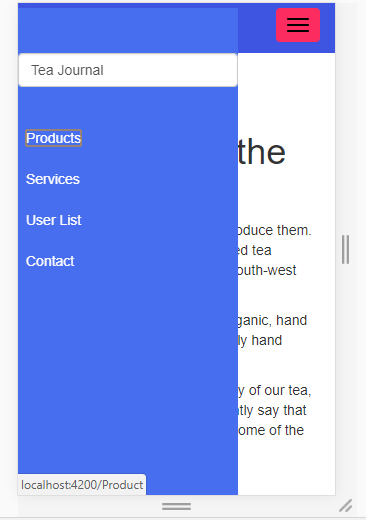 Tea Journal
the
Products
Services
User List
oduce them.
ed tea
Contact
outh-west
ganic, hand
ly hand
y of our tea,
ntly say that
ome of the
localhost:4200/Product